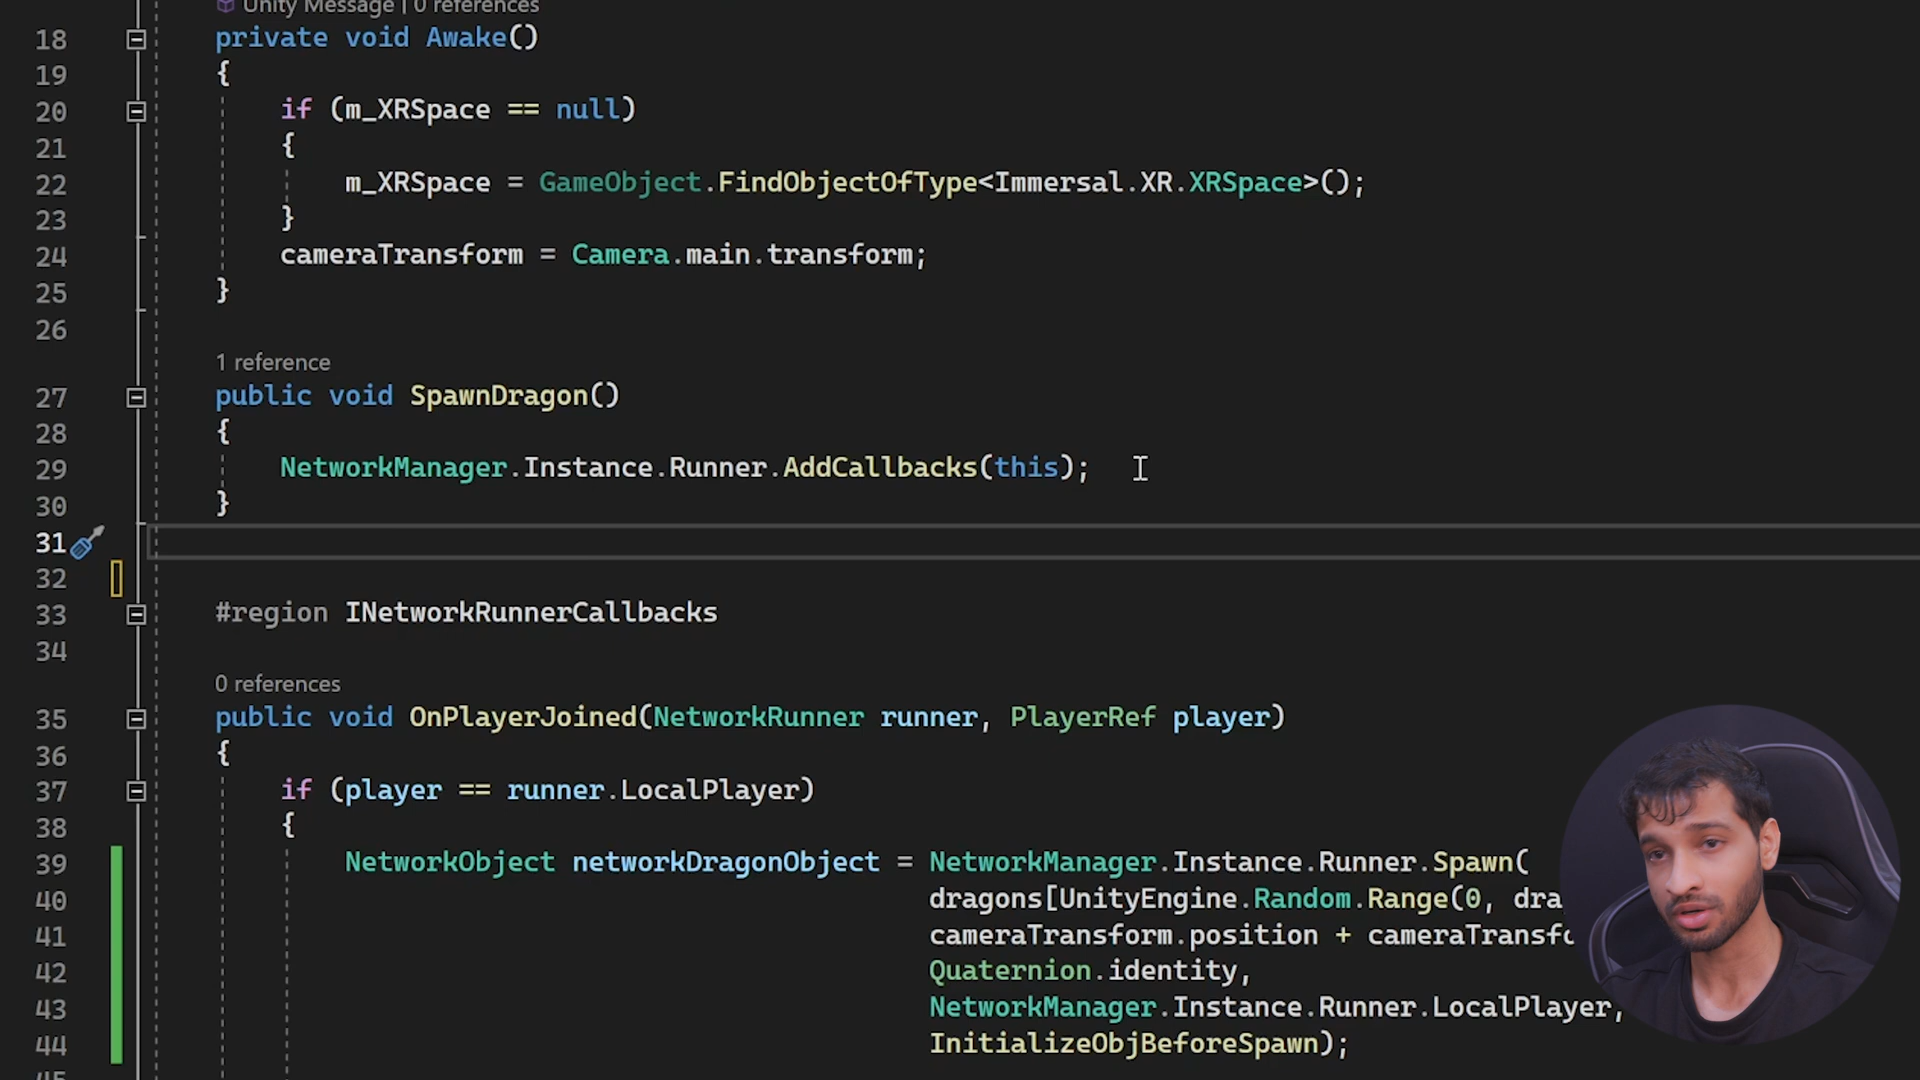 Unity Message | 0 references
18 private void Awake()
19 {
20 if (m_XRSpace == null)
21 {
22 m_XRSpace = GameObject.FindObjectOfType<Immersal.XR.XRSpace>();
23 }
24 cameraTransform = Camera.main.transform;
25 }
26
1 reference
27 public void SpawnDragon()
28 {
29 NetworkManager.Instance.Runner.AddCallbacks(this);
30 }
31
32
33 #region INetworkRunnerCallbacks
34
0 references
35 public void OnPlayerJoined(NetworkRunner runner, PlayerRef player)
36 {
37 if (player == runner.LocalPlayer)
38 {
39 NetworkObject networkDragonObject = NetworkManager.Instance.Runner.Spawn(
40 dragons[UnityEngine.Random.Range(0, dra
41 cameraTransform.position + cameraTransfo
42 Quaternion.identity,
43 NetworkManager.Instance.Runner.LocalPlayer,
44 InitializeObjBeforeSpawn);